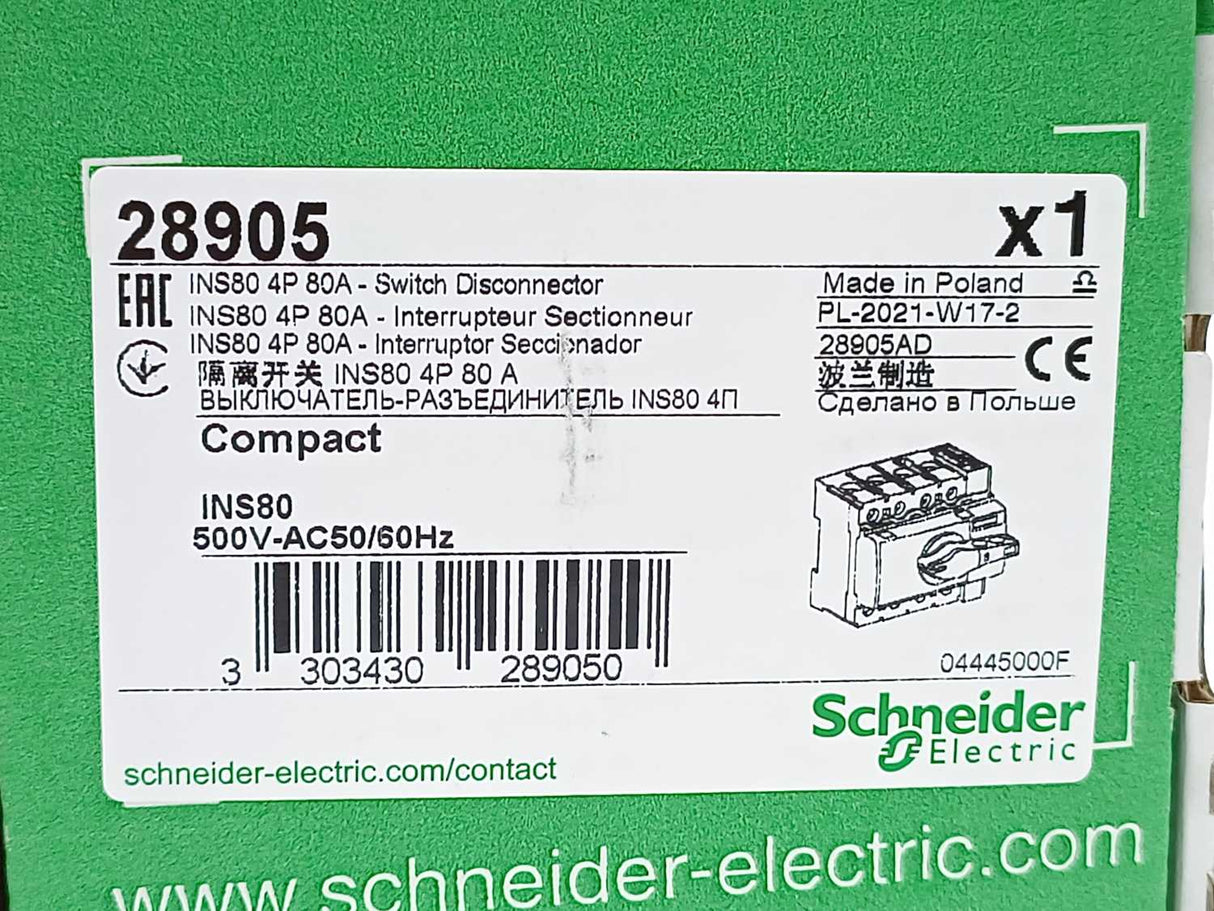 28905
x1
EAC
INS80 4P 80A - Switch Disconnector
INS80 4P 80A - Interrupteur Sectionneur
INS80 4P 80A - Interruptor Seccionador
隔离开关 INS80 4P 80 A
ВЫКЛЮЧАТЕЛЬ-РАЗЪЕДИНИТЕЛЬ INS80 4П
Made in Poland
PL-2021-W17-2
28905AD
CE
波兰制造
Сделано в Польше
Compact
INS80
500V-AC50/60Hz
3 303430 289050
04445000F
Schneider
Electric
schneider-electric.com/contact
www.schneider-electric.com